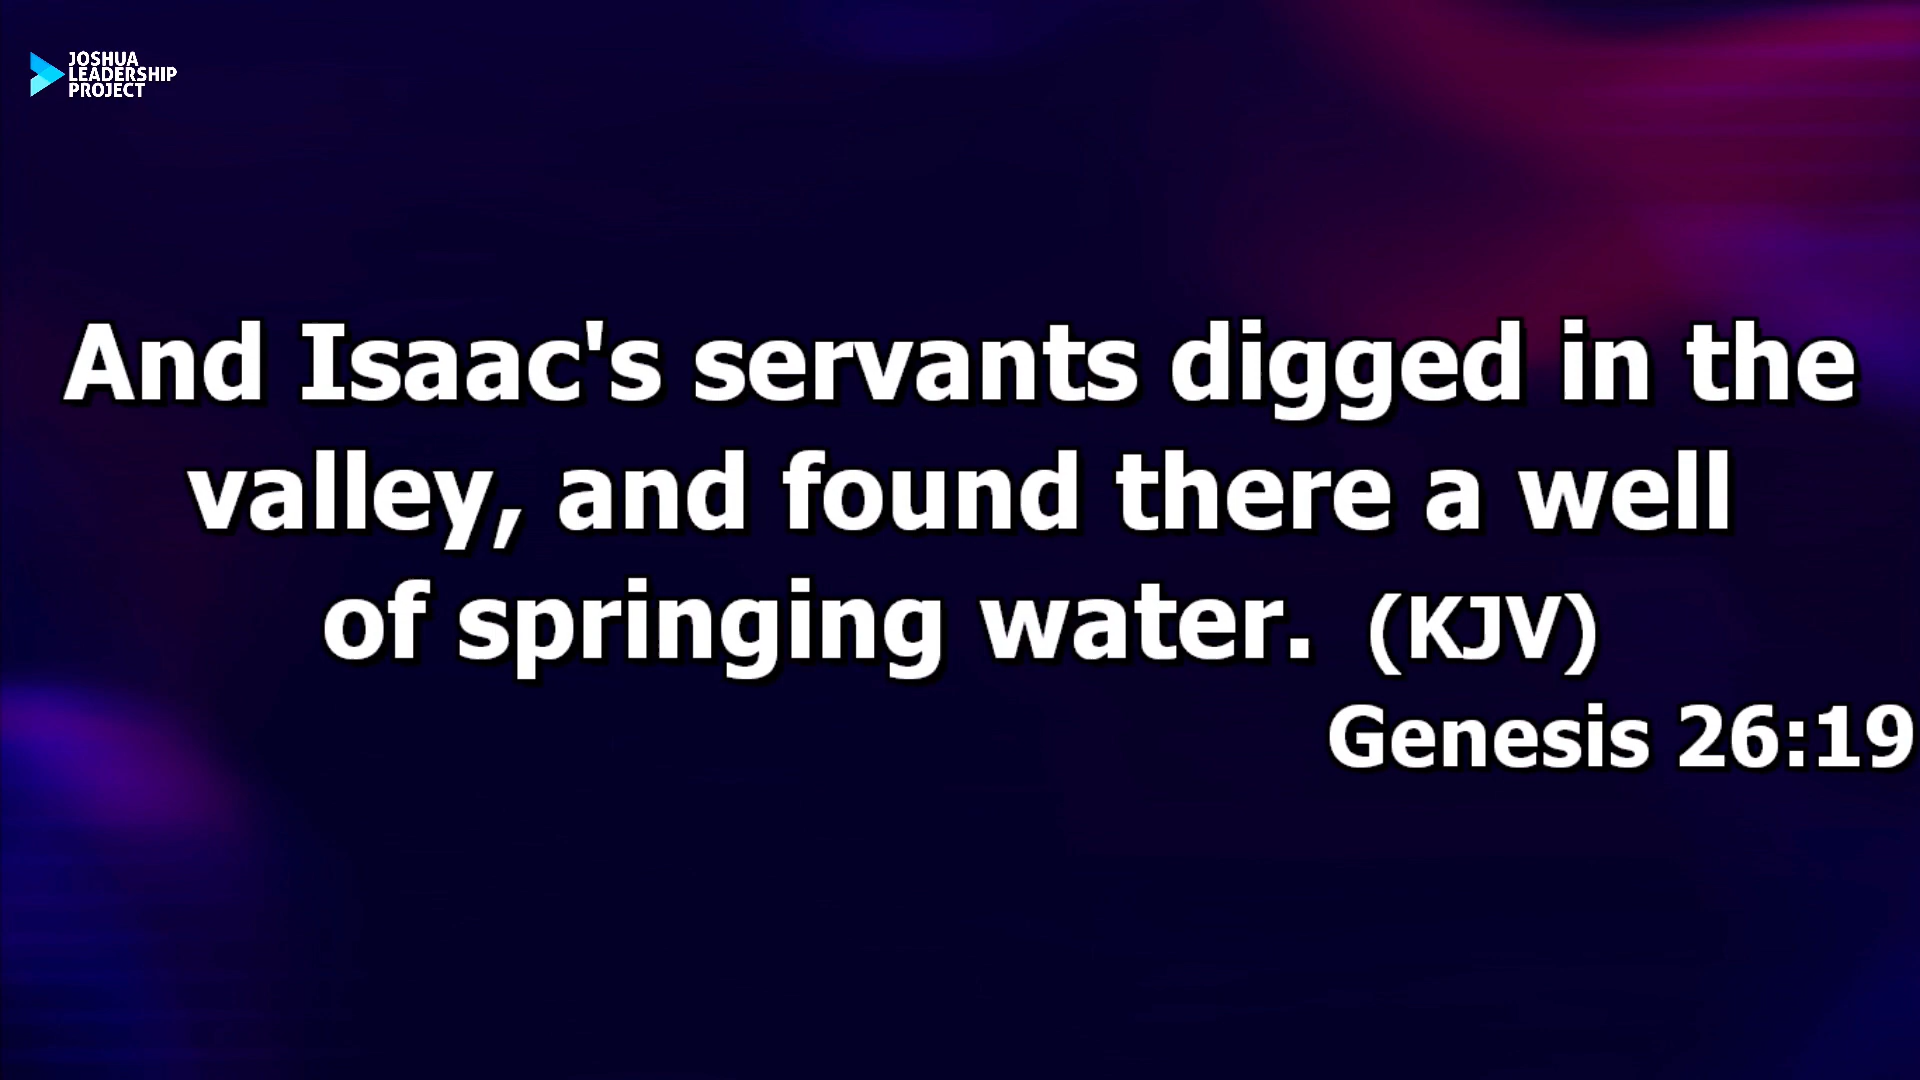 JOSHUA
LEADERSHIP
PROJECT
And Isaac's servants digged in the
valley, and found there a well
of springing water. (KJV)
Genesis 26:19